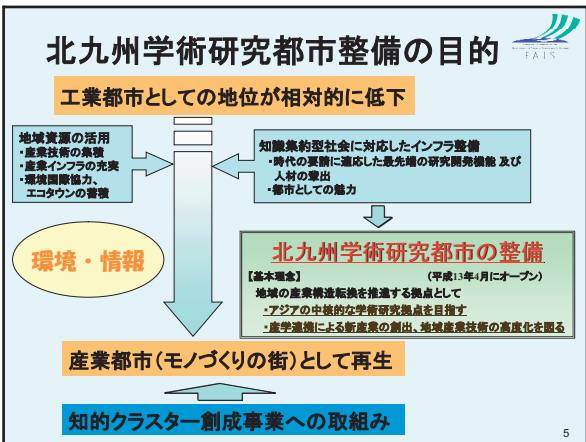 北九州学術研究都市整備の目的
FAIS
工業都市としての地位が相対的に低下
地域資源の活用
・産業技術の集積
・産業インフラの充実
・環境国際協力、
エコタウンの蓄積
知識集約型社会に対応したインフラ整備
・時代の要請に適応した最先端の研究開発機能 及び
人材の輩出
・都市としての魅力
環境・情報
北九州学術研究都市の整備
【基本理念】 (平成13年4月にオープン)
地域の産業構造転換を推進する拠点として
・アジアの中核的な学術研究拠点を目指す
・産学連携による新産業の創出、地域産業技術の高度化を図る
産業都市(モノづくりの街)として再生
知的クラスター創成事業への取組み
5